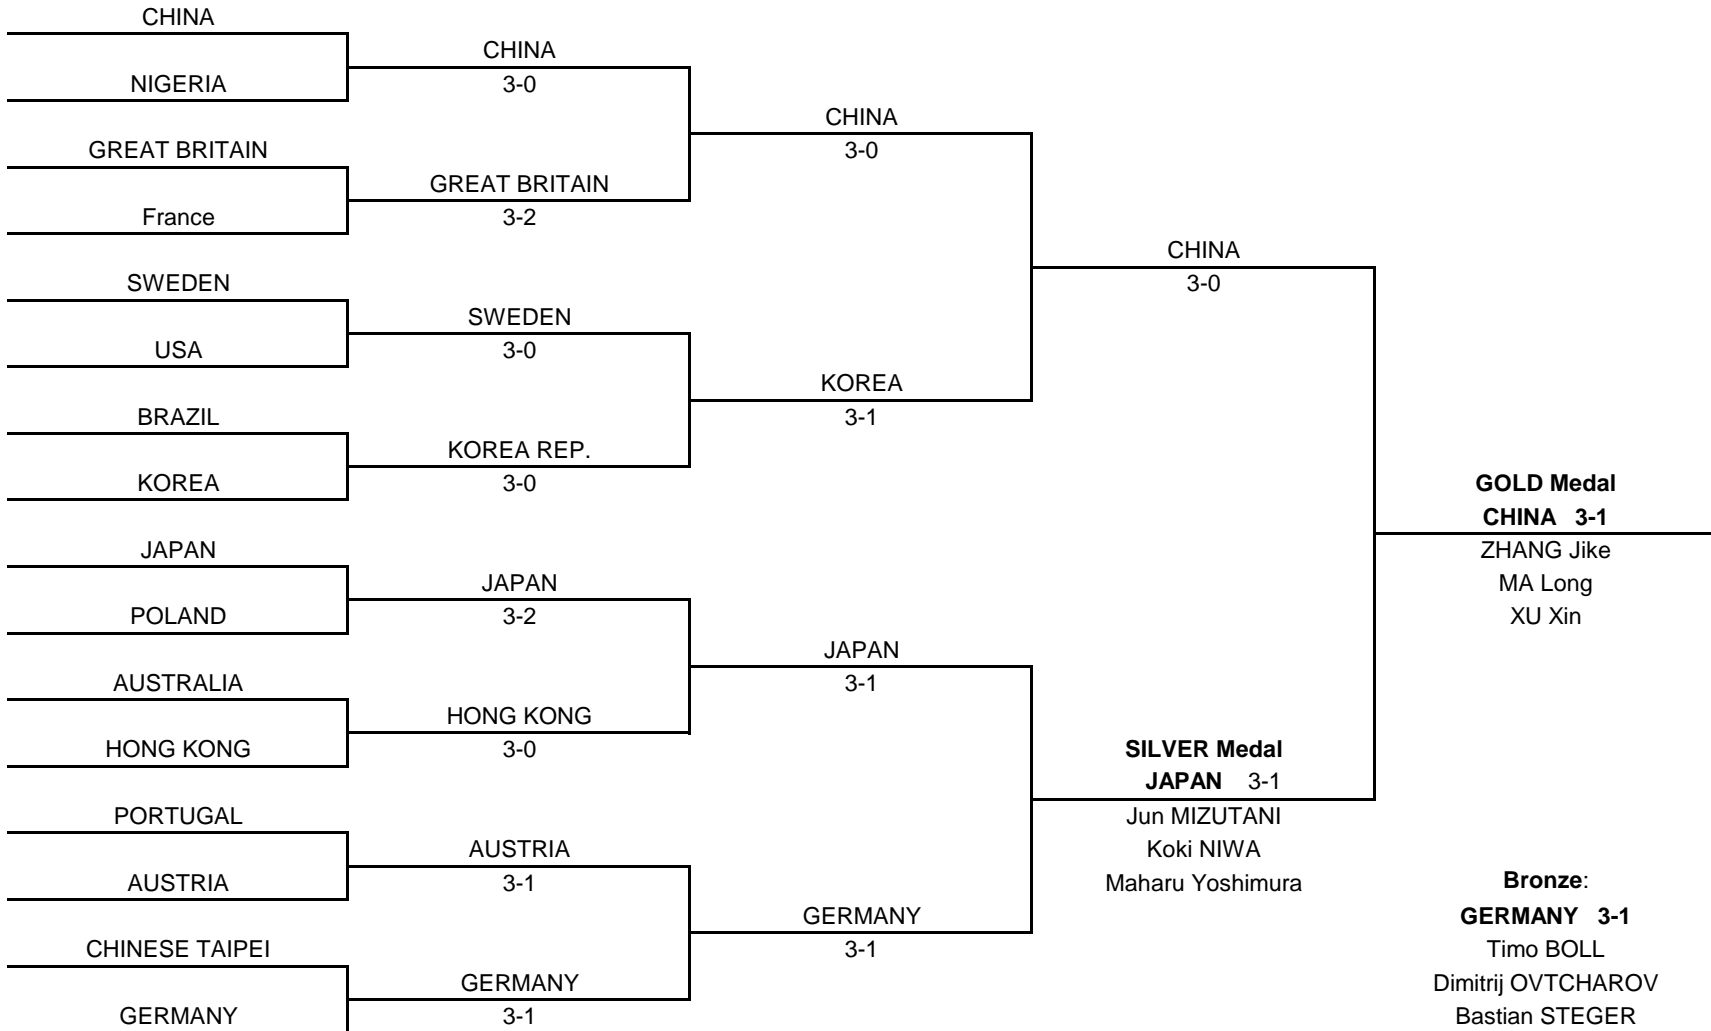 CHINA
NIGERIA
GREAT BRITAIN
France
SWEDEN
USA
BRAZIL
KOREA
JAPAN
POLAND
AUSTRALIA
HONG KONG
PORTUGAL
AUSTRIA
CHINESE TAIPEI
GERMANY
CHINA
3-0
GREAT BRITAIN
3-2
SWEDEN
3-0
KOREA REP.
3-0
JAPAN
3-2
HONG KONG
3-0
AUSTRIA
3-1
GERMANY
3-1
CHINA
3-0
KOREA
3-1
JAPAN
3-1
GERMANY
3-1
CHINA
3-0
SILVER Medal
JAPAN 3-1
Jun MIZUTANI
Koki NIWA
Maharu Yoshimura
GOLD Medal
CHINA 3-1
ZHANG Jike
MA Long
XU Xin
Bronze:
GERMANY 3-1
Timo BOLL
Dimitrij OVTCHAROV
Bastian STEGER